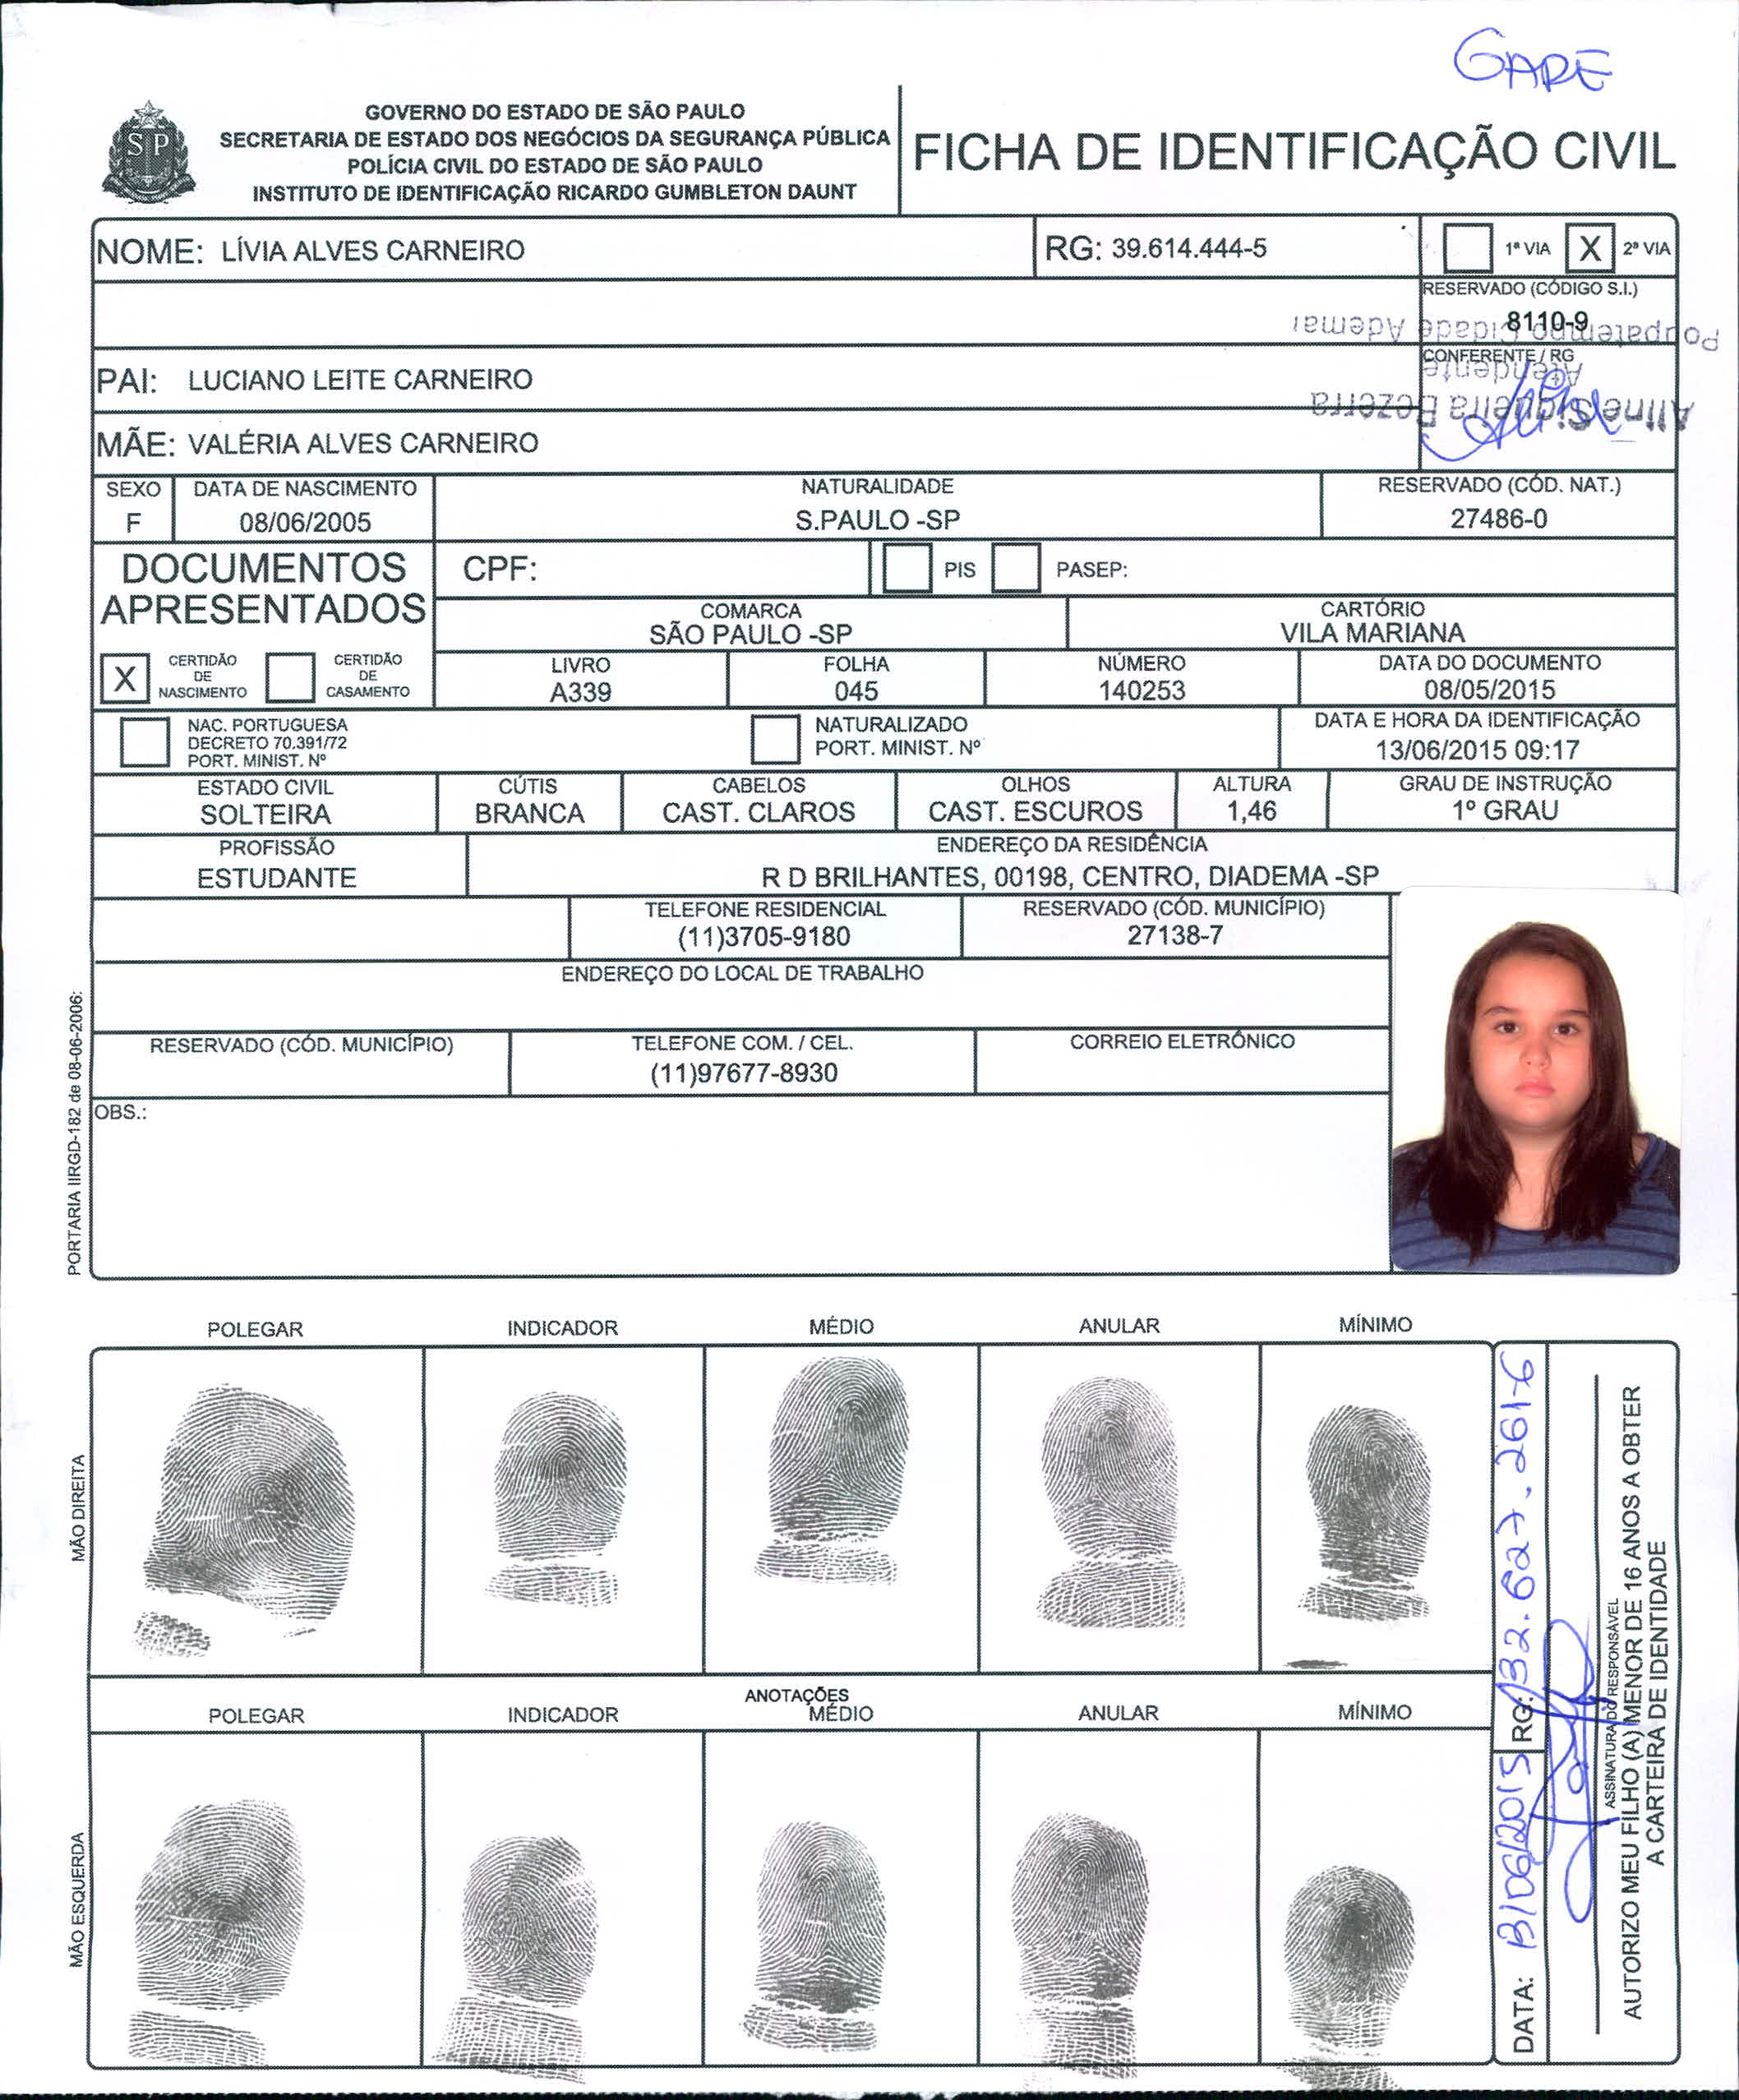 GARE
GOVERNO DO ESTADO DE SÃO PAULO
SECRETARIA DE ESTADO DOS NEGÓCIOS DA SEGURANÇA PÚBLICA
POLÍCIA CIVIL DO ESTADO DE SÃO PAULO
INSTITUTO DE IDENTIFICAÇÃO RICARDO GUMBLETON DAUNT
SP
FICHA DE IDENTIFICAÇÃO CIVIL
NOME: LÍVIA ALVES CARNEIRO
RG: 39.614.444-5
1ª VIA X 2ª VIA
RESERVADO (CÓDIGO S.I.)
8110-9
Poupatempo Cidade Ademar
CONFERENTE / RG
Atendente
Aline Siqueira Bezerra
PAI: LUCIANO LEITE CARNEIRO
MÃE: VALÉRIA ALVES CARNEIRO
SEXO
F
DATA DE NASCIMENTO
08/06/2005
NATURALIDADE
S.PAULO -SP
RESERVADO (CÓD. NAT.)
27486-0
DOCUMENTOS
APRESENTADOS
CPF:
PIS
PASEP:
COMARCA
SÃO PAULO -SP
CARTÓRIO
VILA MARIANA
X CERTIDÃO DE NASCIMENTO
CERTIDÃO DE CASAMENTO
LIVRO
A339
FOLHA
045
NÚMERO
140253
DATA DO DOCUMENTO
08/05/2015
NAC. PORTUGUESA
DECRETO 70.391/72
PORT. MINIST. Nº
NATURALIZADO
PORT. MINIST. Nº
DATA E HORA DA IDENTIFICAÇÃO
13/06/2015 09:17
ESTADO CIVIL
SOLTEIRA
CÚTIS
BRANCA
CABELOS
CAST. CLAROS
OLHOS
CAST. ESCUROS
ALTURA
1,46
GRAU DE INSTRUÇÃO
1º GRAU
PROFISSÃO
ESTUDANTE
ENDEREÇO DA RESIDÊNCIA
R D BRILHANTES, 00198, CENTRO, DIADEMA -SP
TELEFONE RESIDENCIAL
(11)3705-9180
RESERVADO (CÓD. MUNICÍPIO)
27138-7
ENDEREÇO DO LOCAL DE TRABALHO
RESERVADO (CÓD. MUNICÍPIO)
TELEFONE COM. / CEL.
(11)97677-8930
CORREIO ELETRÔNICO
OBS.:
PORTARIA IIRGD-182 de 08-06-2006:
POLEGAR INDICADOR MÉDIO ANULAR MÍNIMO
MÃO DIREITA
ANOTAÇÕES
POLEGAR INDICADOR MÉDIO ANULAR MÍNIMO
MÃO ESQUERDA
DATA: 13/06/2015 RG: 32.627.261-6
ASSINATURA DO RESPONSÁVEL
AUTORIZO MEU FILHO (A) MENOR DE 16 ANOS A OBTER
A CARTEIRA DE IDENTIDADE